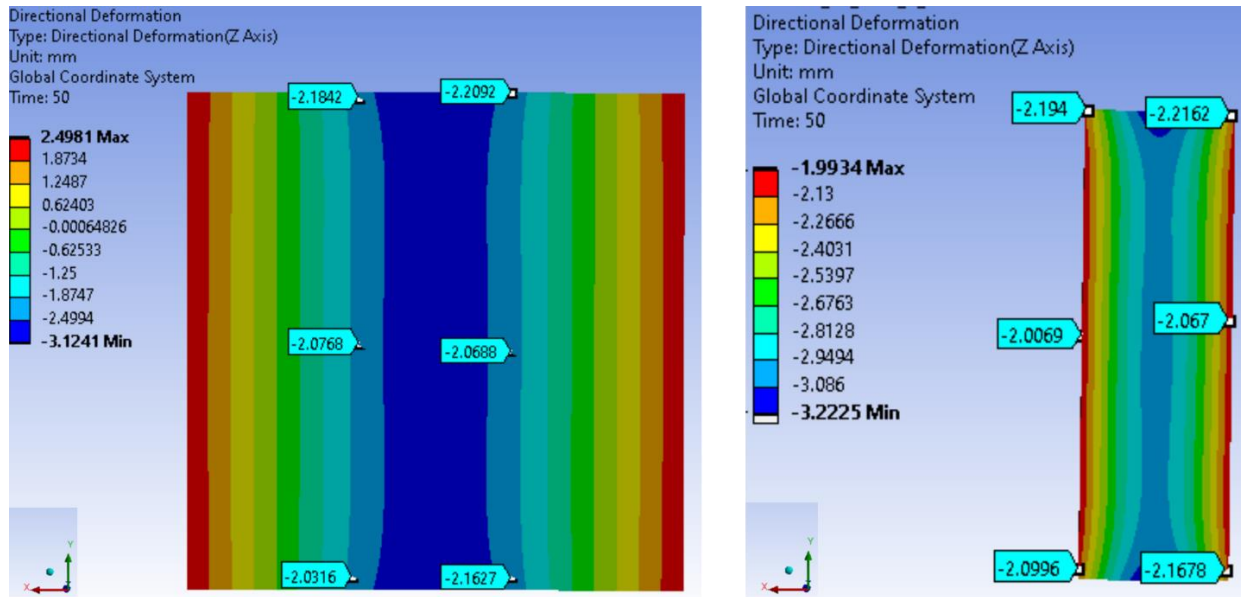 Directional Deformation
Type: Directional Deformation(Z Axis)
Unit: mm
Global Coordinate System
Time: 50
2.4981 Max
1.8734
1.2487
0.62403
-0.00064826
-0.62533
-1.25
-1.8747
-2.4994
-3.1241 Min
-2.1842
-2.2092
-2.0768
-2.0688
-2.0316
-2.1627
Y
X
Directional Deformation
Type: Directional Deformation(Z Axis)
Unit: mm
Global Coordinate System
Time: 50
-1.9934 Max
-2.13
-2.2666
-2.4031
-2.5397
-2.6763
-2.8128
-2.9494
-3.086
-3.2225 Min
-2.194
-2.2162
-2.0069
-2.067
-2.0996
-2.1678
Y
X